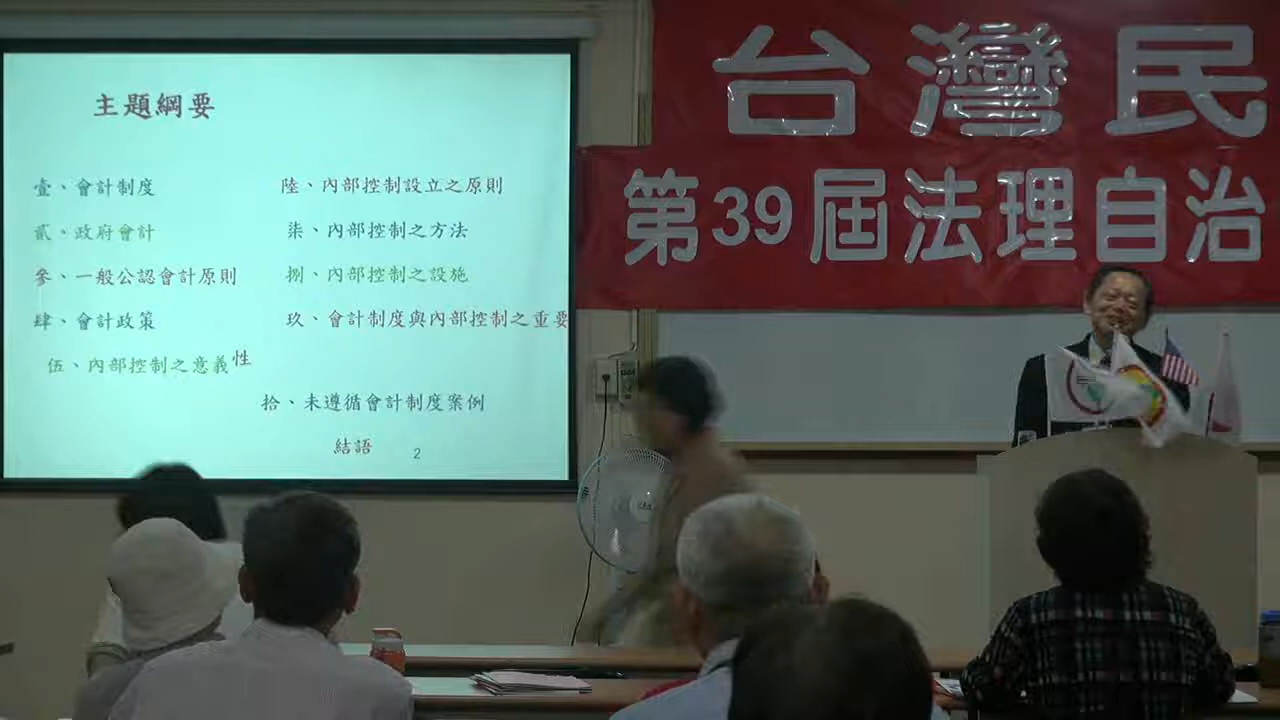 主題綱要
壹、會計制度
貳、政府會計
參、一般公認會計原則
肆、會計政策
伍、內部控制之意義
陸、內部控制設立之原則
柒、內部控制之方法
捌、內部控制之設施
玖、會計制度與內部控制之重要
性
拾、未遵循會計制度案例
結語
2
台灣民
第39屆法理自治